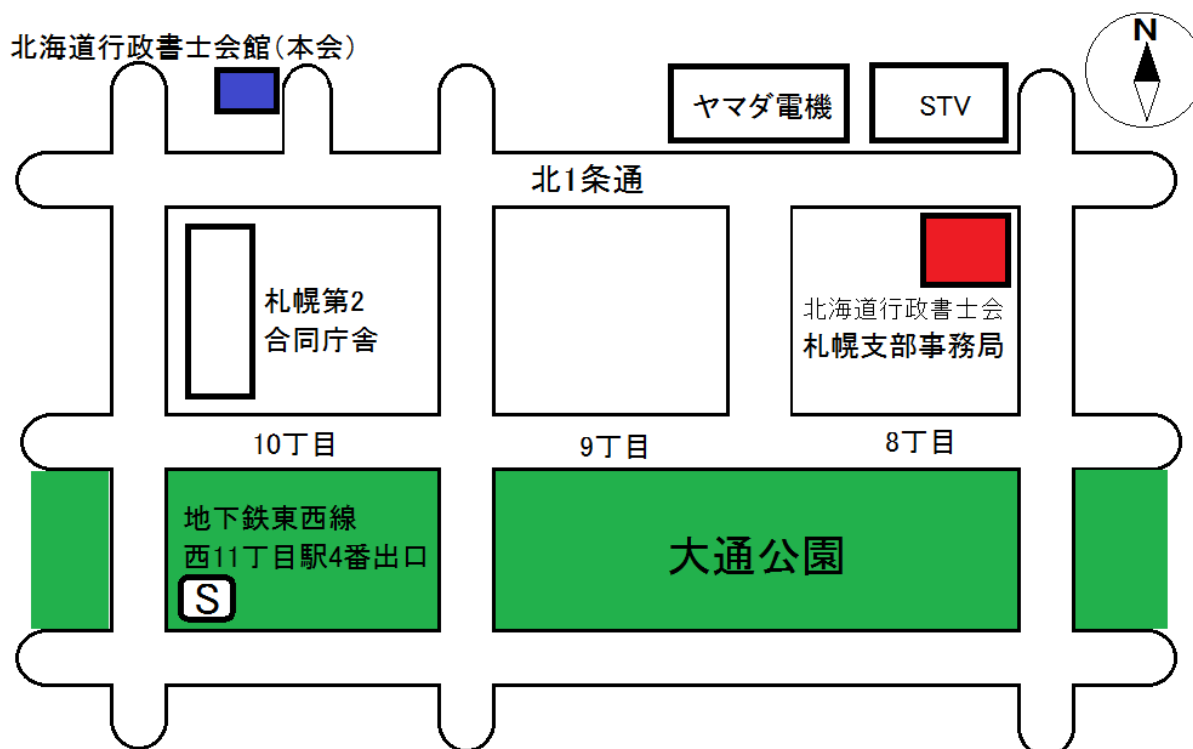 北海道行政書士会館(本会)
N
ヤマダ電機
STV
北1条通
札幌第2
合同庁舎
北海道行政書士会
札幌支部事務局
10丁目
9丁目
8丁目
地下鉄東西線
西11丁目駅4番出口
S
大通公園